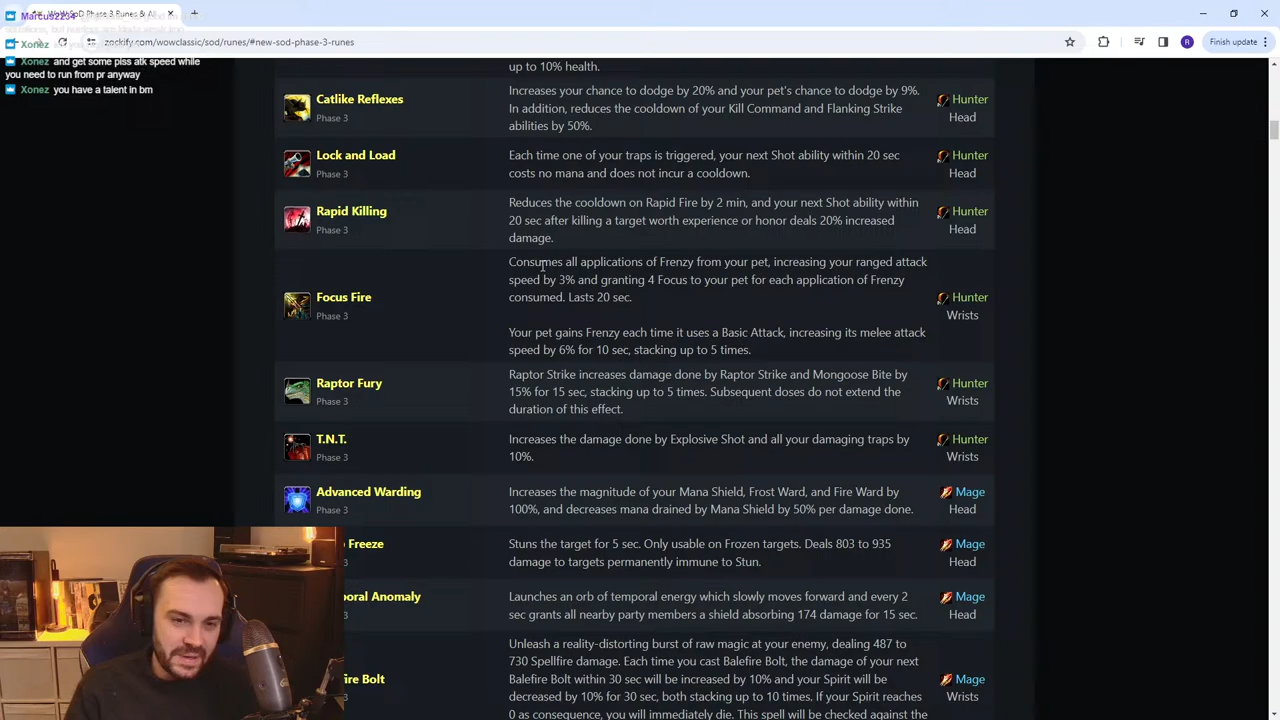 Marcus2234
WoW SoD Phase 3 Runes & Al
Xonez
zockify.com/wowclassic/sod/runes/#new-sod-phase-3-runes
R
Finish update
Xonez and get some piss atk speed while
you need to run from pr anyway
Xonez you have a talent in bm
up to 10% health.
Catlike Reflexes
Phase 3
Increases your chance to dodge by 20% and your pet's chance to dodge by 9%.
In addition, reduces the cooldown of your Kill Command and Flanking Strike
abilities by 50%.
Hunter
Head
Lock and Load
Phase 3
Each time one of your traps is triggered, your next Shot ability within 20 sec
costs no mana and does not incur a cooldown.
Hunter
Head
Rapid Killing
Phase 3
Reduces the cooldown on Rapid Fire by 2 min, and your next Shot ability within
20 sec after killing a target worth experience or honor deals 20% increased
damage.
Hunter
Head
Focus Fire
Phase 3
Consumes all applications of Frenzy from your pet, increasing your ranged attack
speed by 3% and granting 4 Focus to your pet for each application of Frenzy
consumed. Lasts 20 sec.
Your pet gains Frenzy each time it uses a Basic Attack, increasing its melee attack
speed by 6% for 10 sec, stacking up to 5 times.
Hunter
Wrists
Raptor Fury
Phase 3
Raptor Strike increases damage done by Raptor Strike and Mongoose Bite by
15% for 15 sec, stacking up to 5 times. Subsequent doses do not extend the
duration of this effect.
Hunter
Wrists
T.N.T.
Phase 3
Increases the damage done by Explosive Shot and all your damaging traps by
10%.
Hunter
Wrists
Advanced Warding
Phase 3
Increases the magnitude of your Mana Shield, Frost Ward, and Fire Ward by
100%, and decreases mana drained by Mana Shield by 50% per damage done.
Mage
Head
Freeze
3
Stuns the target for 5 sec. Only usable on Frozen targets. Deals 803 to 935
damage to targets permanently immune to Stun.
Mage
Head
oral Anomaly
3
Launches an orb of temporal energy which slowly moves forward and every 2
sec grants all nearby party members a shield absorbing 174 damage for 15 sec.
Mage
Head
fire Bolt
3
Unleash a reality-distorting burst of raw magic at your enemy, dealing 487 to
730 Spellfire damage. Each time you cast Balefire Bolt, the damage of your next
Balefire Bolt within 30 sec will be increased by 10% and your Spirit will be
decreased by 10% for 30 sec, both stacking up to 10 times. If your Spirit reaches
0 as consequence, you will immediately die. This spell will be checked against the
Mage
Wrists